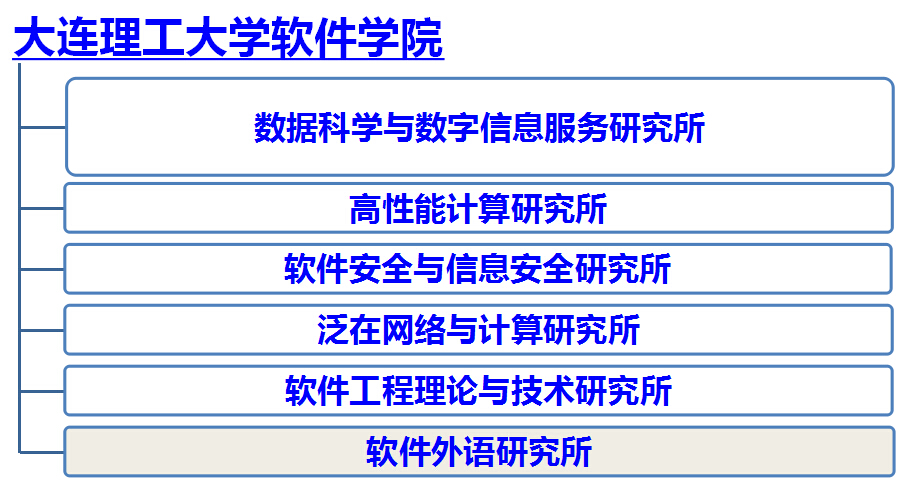 大连理工大学软件学院
数据科学与数字信息服务研究所
高性能计算研究所
软件安全与信息安全研究所
泛在网络与计算研究所
软件工程理论与技术研究所
软件外语研究所